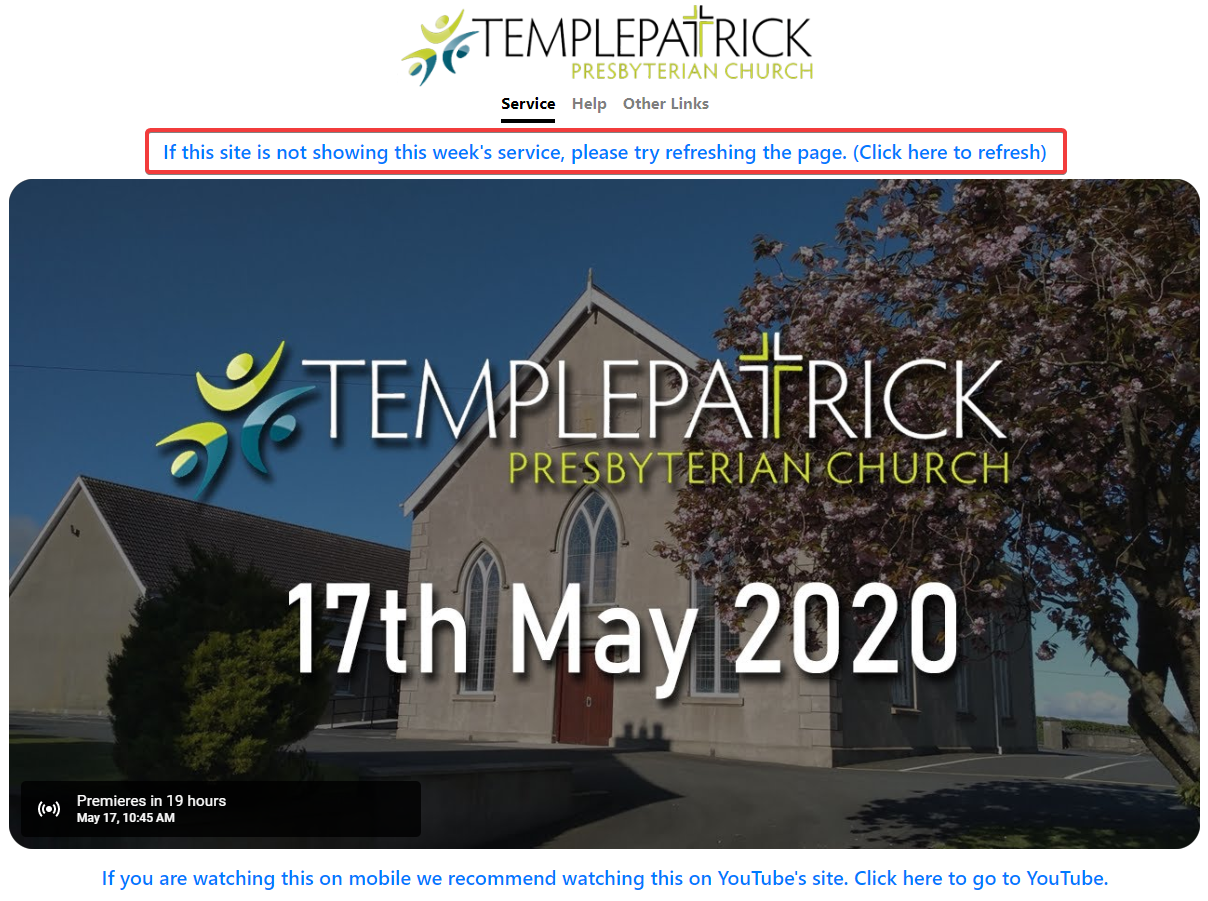 TEMPLEPATRICK
PRESBYTERIAN CHURCH
Service Help Other Links
If this site is not showing this week's service, please try refreshing the page. (Click here to refresh)
TEMPLEPATRICK
PRESBYTERIAN CHURCH
17th May 2020
Premieres in 19 hours
May 17, 10:45 AM
If you are watching this on mobile we recommend watching this on YouTube's site. Click here to go to YouTube.